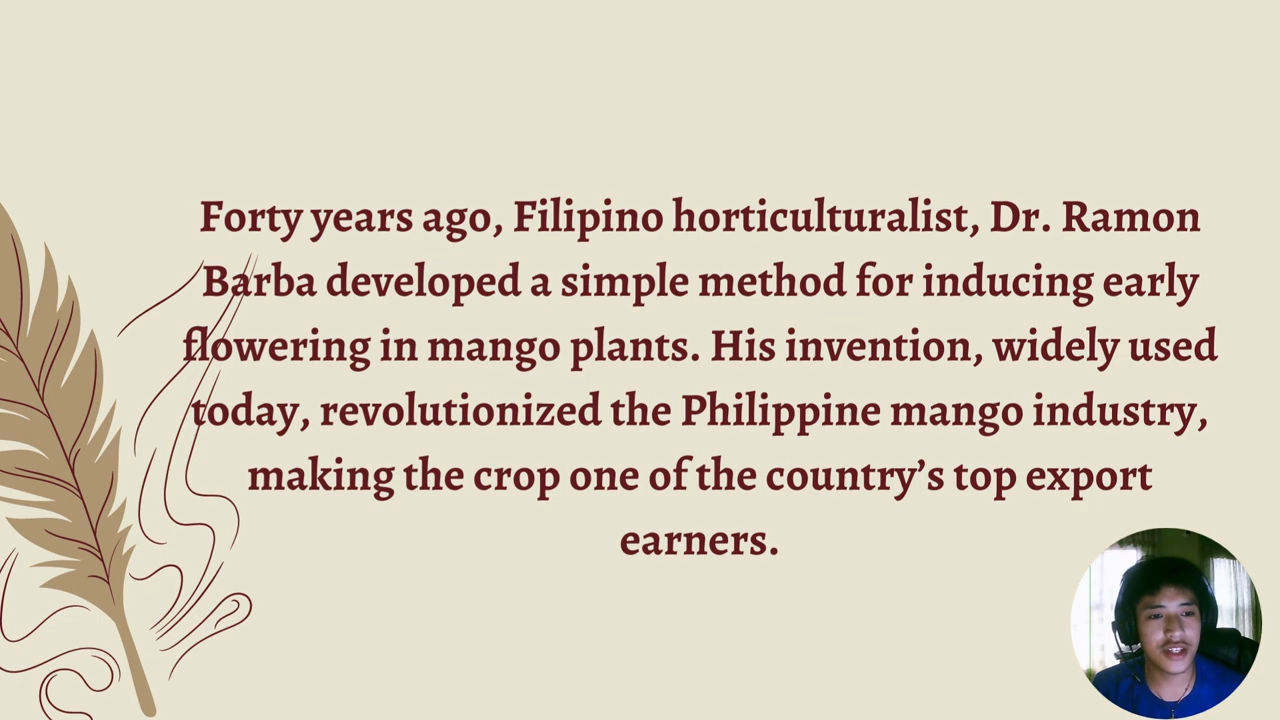 Forty years ago, Filipino horticulturalist, Dr. Ramon
Barba developed a simple method for inducing early
flowering in mango plants. His invention, widely used
today, revolutionized the Philippine mango industry,
making the crop one of the country’s top export
earners.